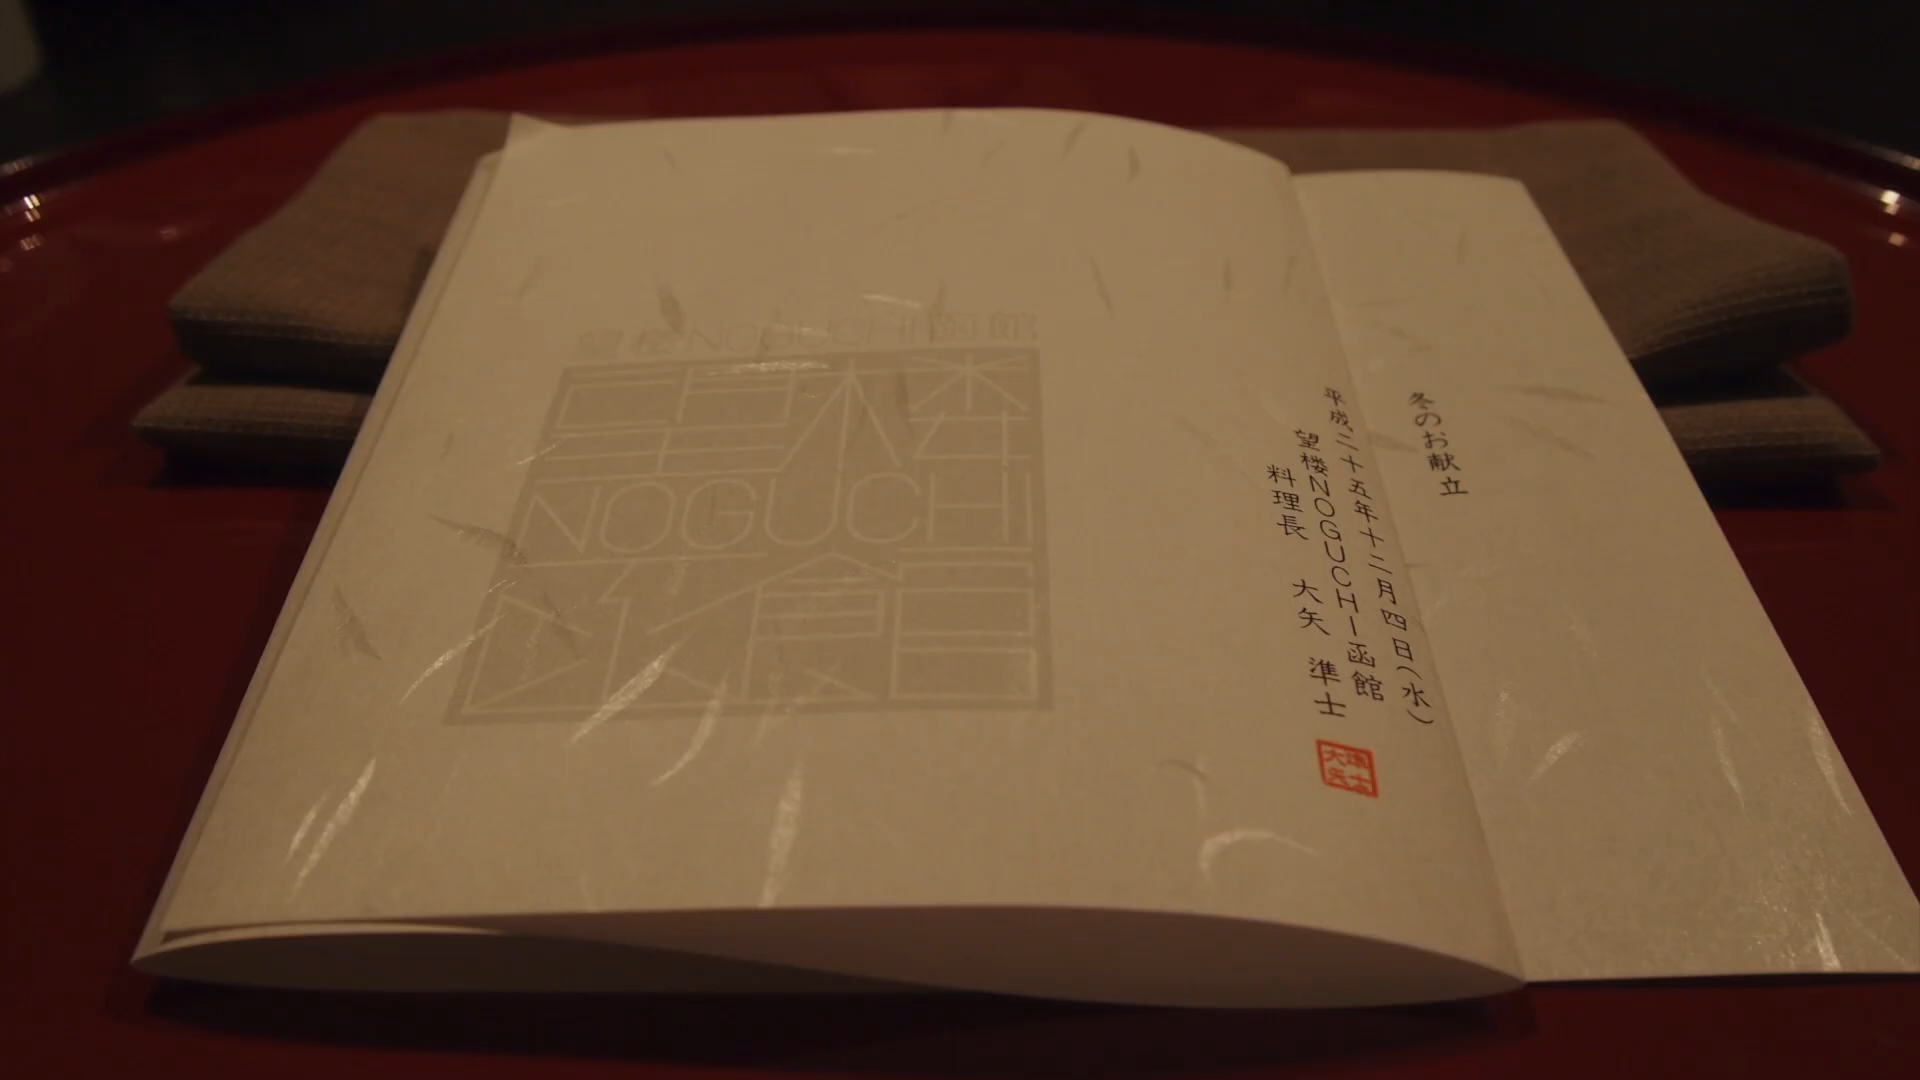 冬のお献立
平成二十五年十二月四日(水)
望楼NOGUCHI函館
料理長 大矢 準士
望楼NOGUCHI函館
望楼
NOGUCHI
函館